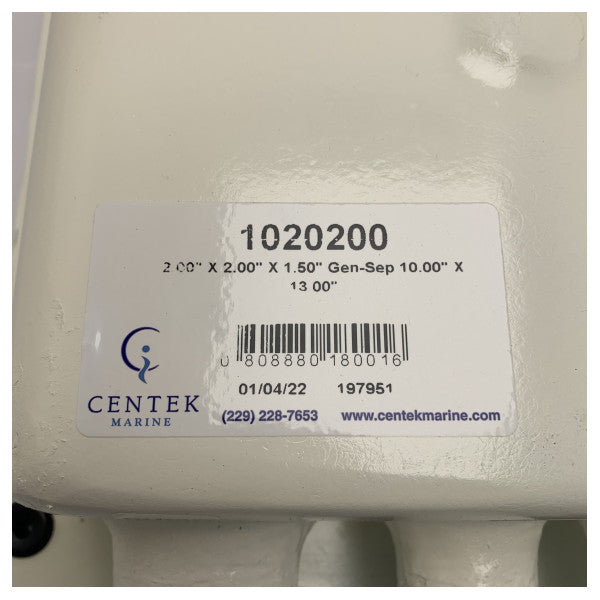 1020200
2.00" X 2.00" X 1.50" Gen-Sep 10.00" X
13.00"
0 808880 180016
01/04/22 197951
CENTEK
MARINE
(229) 228-7653 www.centekmarine.com